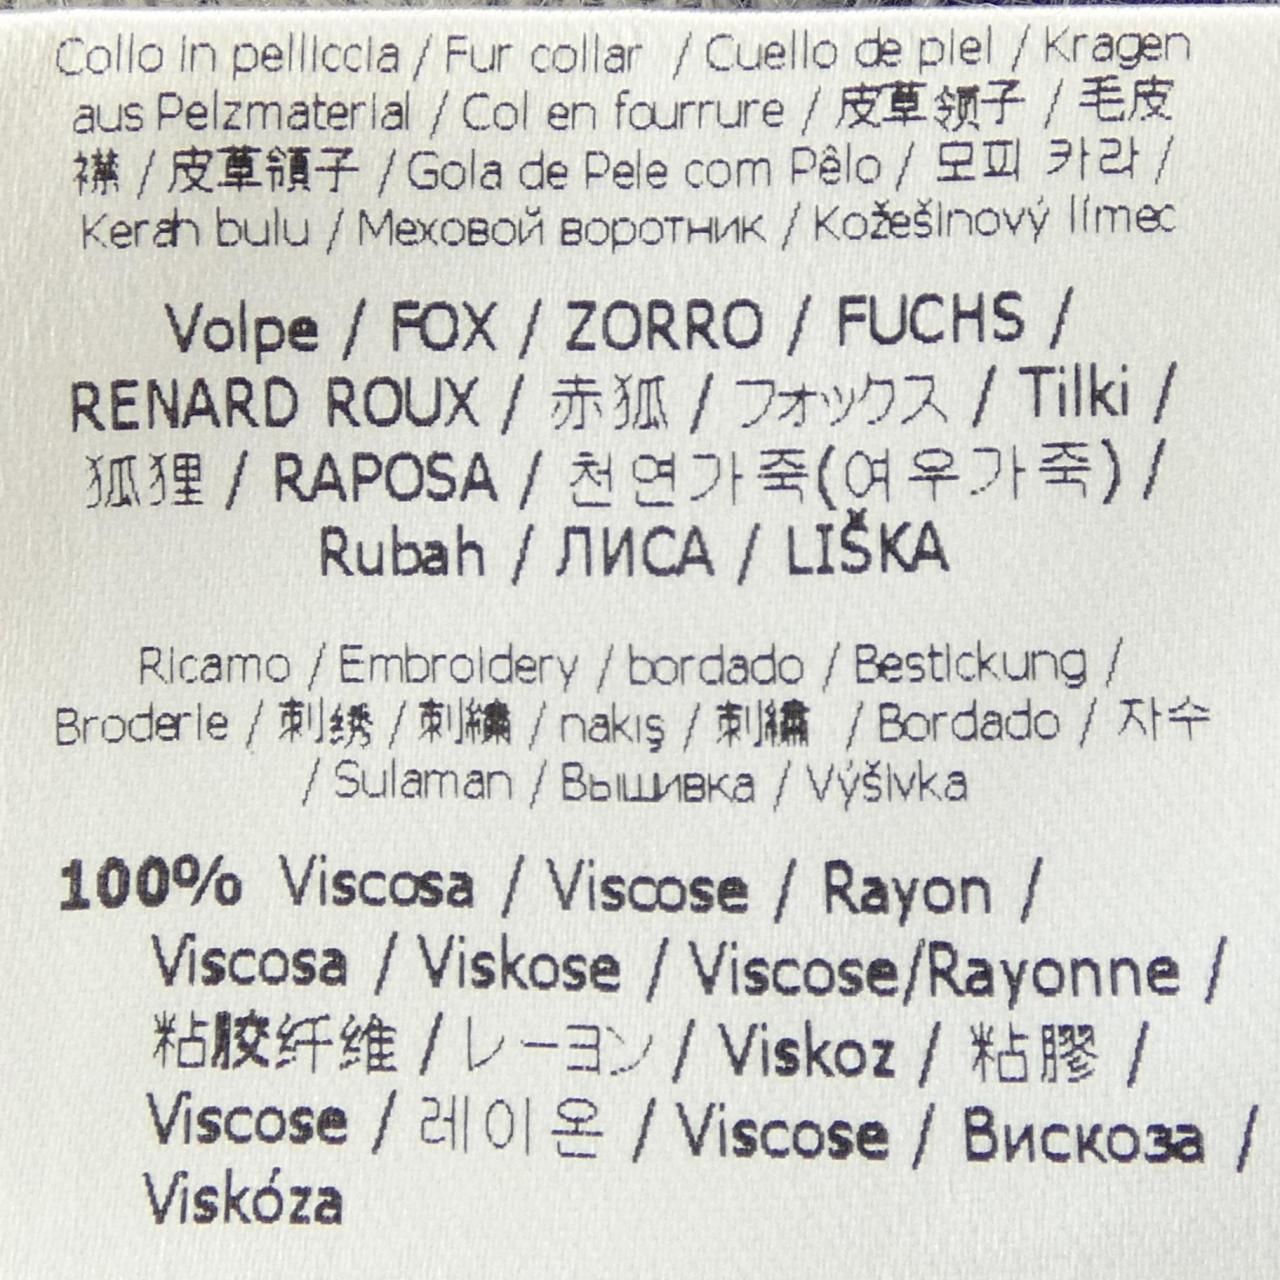 Collo in pelliccia / Fur collar / Cuello de piel / Kragen
aus Pelzmaterial / Col en fourrure / 皮草领子 / 毛皮
襟 / 皮草領子 / Gola de Pele com Pêlo / 모피 카라 /
Kerah bulu / Меховой воротник / Kožešinový límec
Volpe / FOX / ZORRO / FUCHS /
RENARD ROUX / 赤狐 / フォックス / Tilki /
狐狸 / RAPOSA / 천연가죽(여우가죽) /
Rubah / ЛИСА / LIŠKA
Ricamo / Embroidery / bordado / Bestickung /
Broderie / 刺绣 / 刺繍 / nakış / 刺繡 / Bordado / 자수
/ Sulaman / Вышивка / Výšivka
100% Viscosa / Viscose / Rayon /
Viscosa / Viskose / Viscose/Rayonne /
粘胶纤维 / レーヨン / Viskoz / 粘膠 /
Viscose / 레이온 / Viscose / Вискоза /
Viskóza